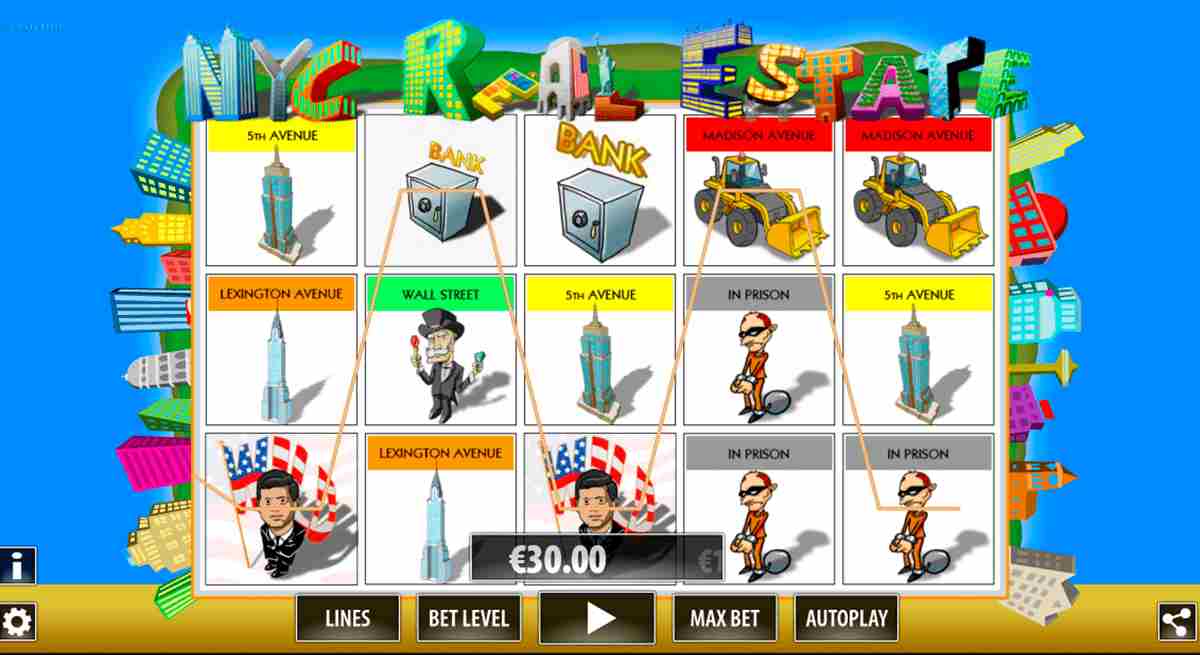 NYC REAL ESTATE
5TH AVENUE
BANK
BANK
MADISON AVENUE
MADISON AVENUE
LEXINGTON AVENUE
WALL STREET
5TH AVENUE
IN PRISON
5TH AVENUE
LEXINGTON AVENUE
IN PRISON
IN PRISON
€30.00
€1
LINES
BET LEVEL
MAX BET
AUTOPLAY